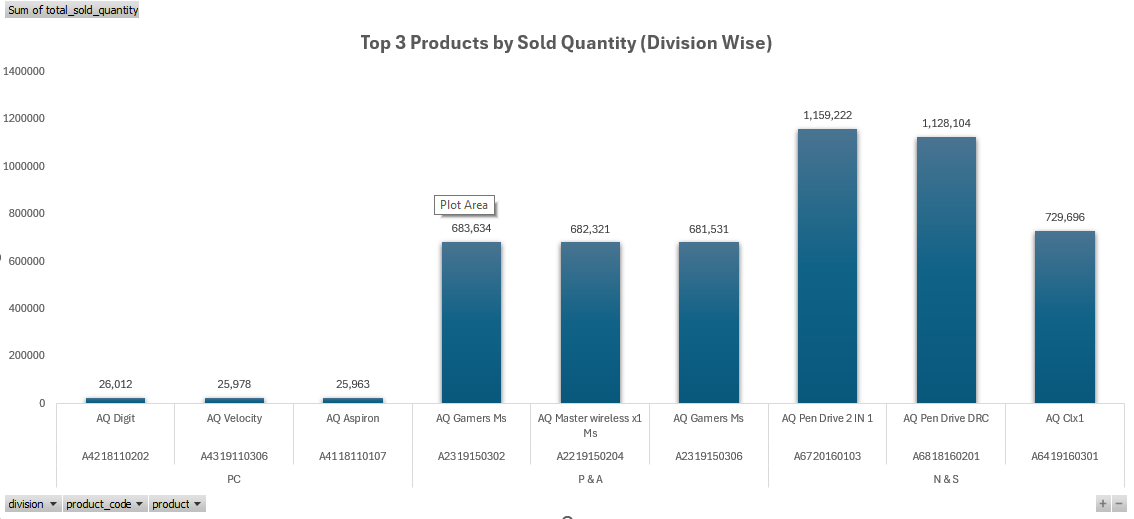 Sum of total_sold_quantity
Top 3 Products by Sold Quantity (Division Wise)
1400000
1200000
1000000
800000
600000
400000
200000
0
26,012
25,978
25,963
Plot Area
683,634
682,321
681,531
1,159,222
1,128,104
729,696
AQ Digit
AQ Velocity
AQ Aspiron
AQ Gamers Ms
AQ Master wireless x1
Ms
AQ Gamers Ms
AQ Pen Drive 2 IN 1
AQ Pen Drive DRC
AQ Clx1
A4218110202
A4319110306
A4118110107
A2319150302
A2219150204
A2319150306
A6720160103
A6818160201
A6419160301
PC
P & A
N & S
division
product_code
product
+
−